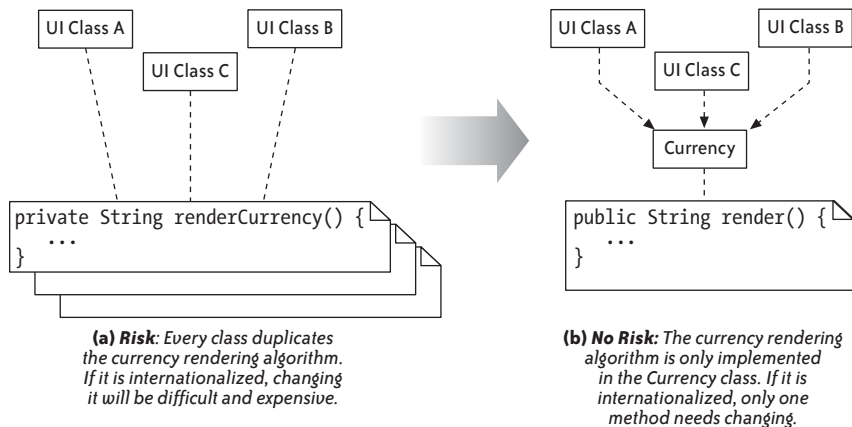 UI Class A
UI Class B
UI Class C
private String renderCurrency() {
...
}
(a) Risk: Every class duplicates
the currency rendering algorithm.
If it is internationalized, changing
it will be difficult and expensive.
UI Class A
UI Class B
UI Class C
Currency
public String render() {
...
}
(b) No Risk: The currency rendering
algorithm is only implemented
in the Currency class. If it is
internationalized, only one
method needs changing.